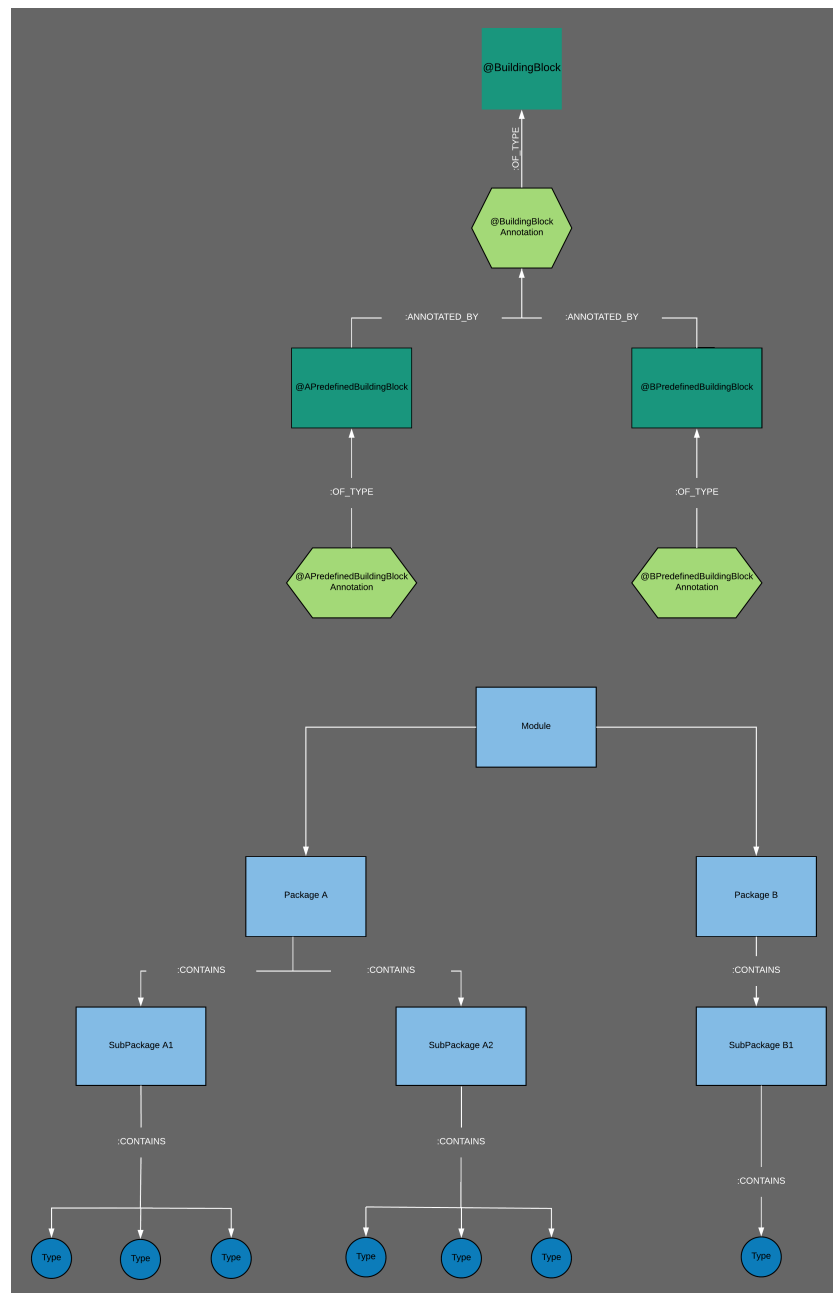 @BuildingBlock
:OF_TYPE
@BuildingBlock
Annotation
:ANNOTATED_BY
:ANNOTATED_BY
@APredefinedBuildingBlock
@BPredefinedBuildingBlock
:OF_TYPE
:OF_TYPE
@APredefinedBuildingBlock
Annotation
@BPredefinedBuildingBlock
Annotation
Module
Package A
Package B
:CONTAINS
:CONTAINS
:CONTAINS
SubPackage A1
SubPackage A2
SubPackage B1
:CONTAINS
:CONTAINS
:CONTAINS
Type
Type
Type
Type
Type
Type
Type